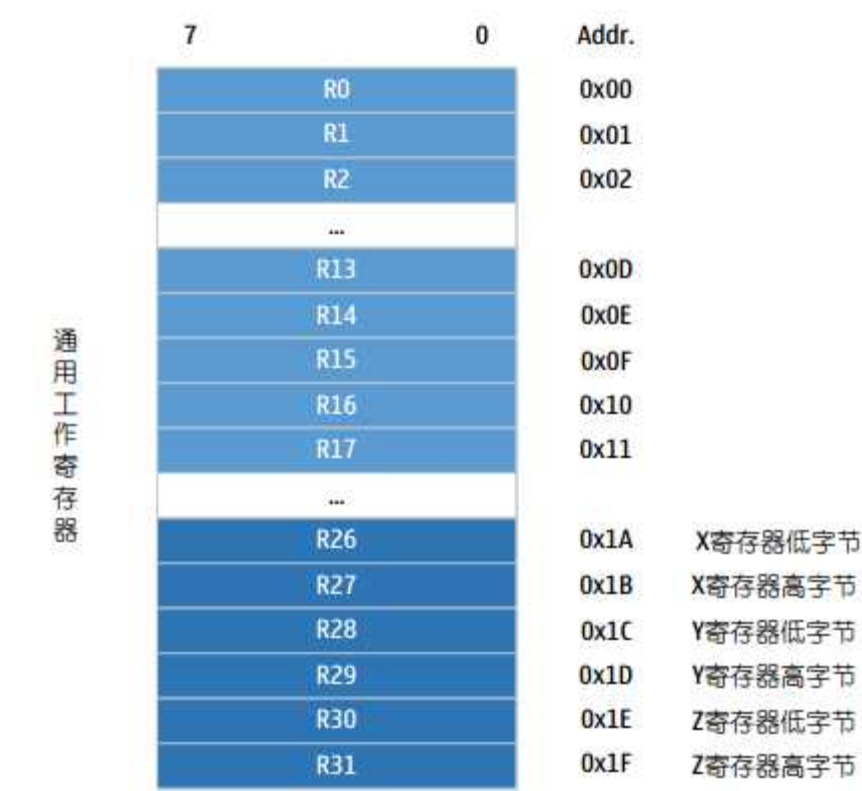 7 0 Addr.
R0 0x00
R1 0x01
R2 0x02
...
R13 0x0D
R14 0x0E
R15 0x0F
R16 0x10
R17 0x11
...
R26 0x1A X寄存器低字节
R27 0x1B X寄存器高字节
R28 0x1C Y寄存器低字节
R29 0x1D Y寄存器高字节
R30 0x1E Z寄存器低字节
R31 0x1F Z寄存器高字节
通用工作寄存器